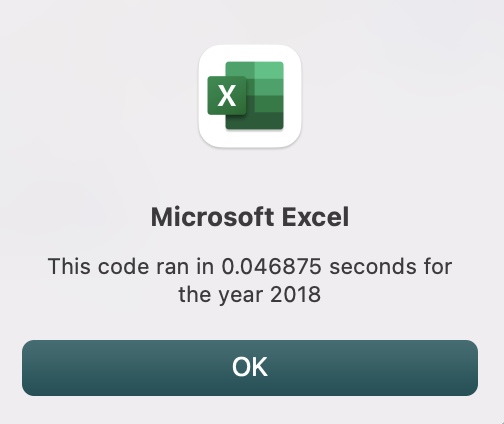 X
Microsoft Excel
This code ran in 0.046875 seconds for
the year 2018
OK